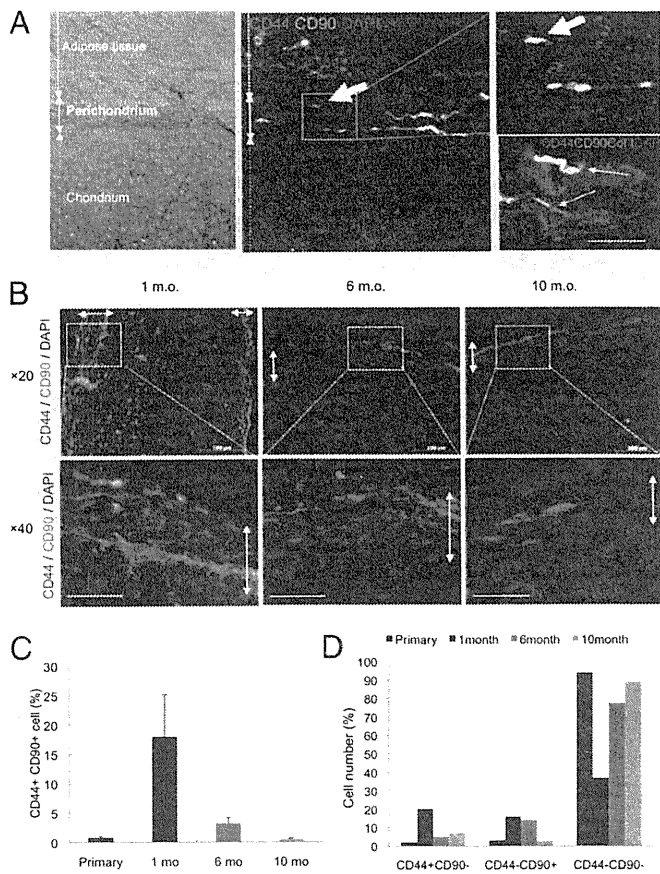 A
CD44 CD90 DAPI
Adipose tissue
Perichondrium
Chondrium
B
1 m.o.
6 m.o.
10 m.o.
×20
CD44 / CD90 / DAPI
×40
CD44 / CD90 / DAPI
C
CD44+ CD90+ cell (%)
30
25
20
15
10
5
0
Primary
1 mo
6 mo
10 mo
D
Primary
1month
6month
10month
Cell number (%)
100
90
80
70
60
50
40
30
20
10
0
CD44+CD90-
CD44-CD90+
CD44-CD90-